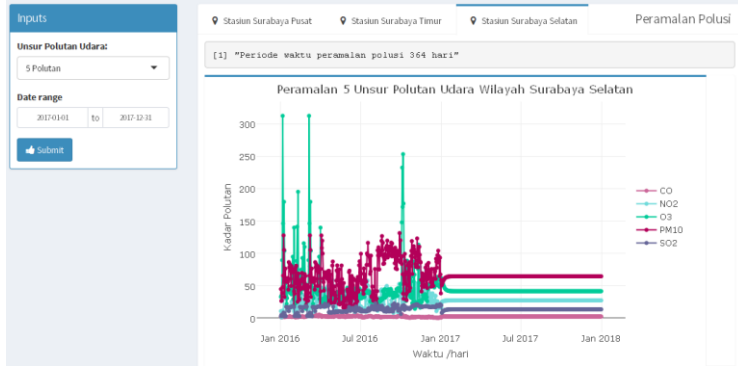 Inputs
Unsur Polutan Udara:
5 Polutan
Date range
2017-01-01 to 2017-12-31
Submit
Stasiun Surabaya Pusat
Stasiun Surabaya Timur
Stasiun Surabaya Selatan
Peramalan Polusi
[1] "Periode waktu peramalan polusi 364 hari"
Peramalan 5 Unsur Polutan Udara Wilayah Surabaya Selatan
Kadar Polutan
300
250
200
150
100
50
0
Jan 2016
Jul 2016
Jan 2017
Jul 2017
Jan 2018
Waktu /hari
CO
NO2
O3
PM10
SO2